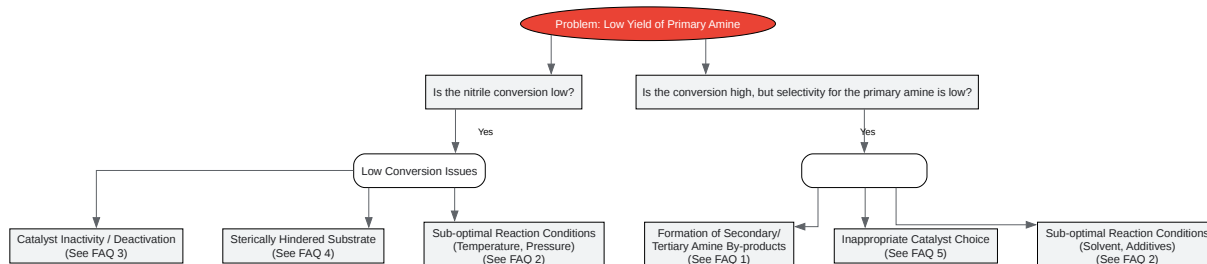 Problem: Low Yield of Primary Amine
Is the nitrile conversion low?
Is the conversion high, but selectivity for the primary amine is low?
Yes
Yes
Low Conversion Issues
Catalyst Inactivity / Deactivation
(See FAQ 3)
Sterically Hindered Substrate
(See FAQ 4)
Sub-optimal Reaction Conditions
(Temperature, Pressure)
(See FAQ 2)
Formation of Secondary/
Tertiary Amine By-products
(See FAQ 1)
Inappropriate Catalyst Choice
(See FAQ 5)
Sub-optimal Reaction Conditions
(Solvent, Additives)
(See FAQ 2)